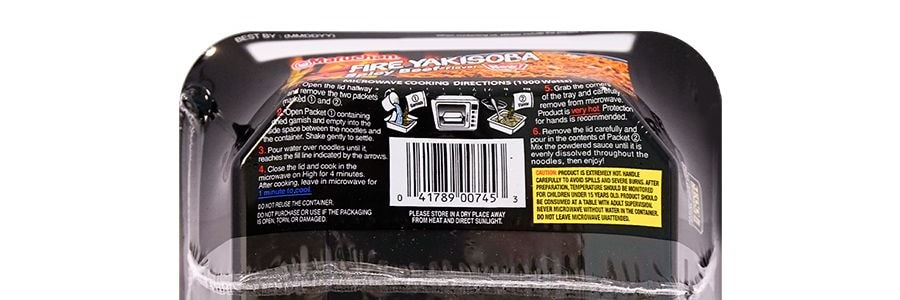 BEST BY : (MMDDYY)
Maruchan
FIRE YAKISOBA
Spicy Beef Flavor
MICROWAVE COOKING DIRECTIONS (1000 Watts)
Open the lid halfway
remove the two packets
marked ① and ②.
Open Packet ① containing
dried garnish and empty into the
side space between the noodles and
the container. Shake gently to settle.
3. Pour water over noodles until it
reaches the fill line indicated by the arrows.
4. Close the lid and cook in the
microwave on High for 4 minutes.
After cooking, leave in microwave for
1 minute to cool.
DO NOT REUSE THE CONTAINER.
DO NOT PURCHASE OR USE IF THE PACKAGING
IS OPEN, TORN, OR DAMAGED.
0 41789 00745 3
PLEASE STORE IN A DRY PLACE AWAY
FROM HEAT AND DIRECT SUNLIGHT.
5. Grab the corners
of the tray and carefully
remove from microwave.
Product is very hot. Protection
for hands is recommended.
6. Remove the lid carefully and
pour in the contents of Packet ②.
Mix the powdered sauce until it is
evenly dissolved throughout the
noodles, then enjoy!
CAUTION: PRODUCT IS EXTREMELY HOT. HANDLE
CAREFULLY TO AVOID SPILLS AND SEVERE BURNS. AFTER
PREPARATION, TEMPERATURE SHOULD BE MONITORED
FOR CHILDREN UNDER 15 YEARS OLD. PRODUCT SHOULD
BE CONSUMED AT A TABLE WITH ADULT SUPERVISION.
NEVER MICROWAVE WITHOUT WATER IN THE CONTAINER.
DO NOT LEAVE MICROWAVE UNATTENDED.